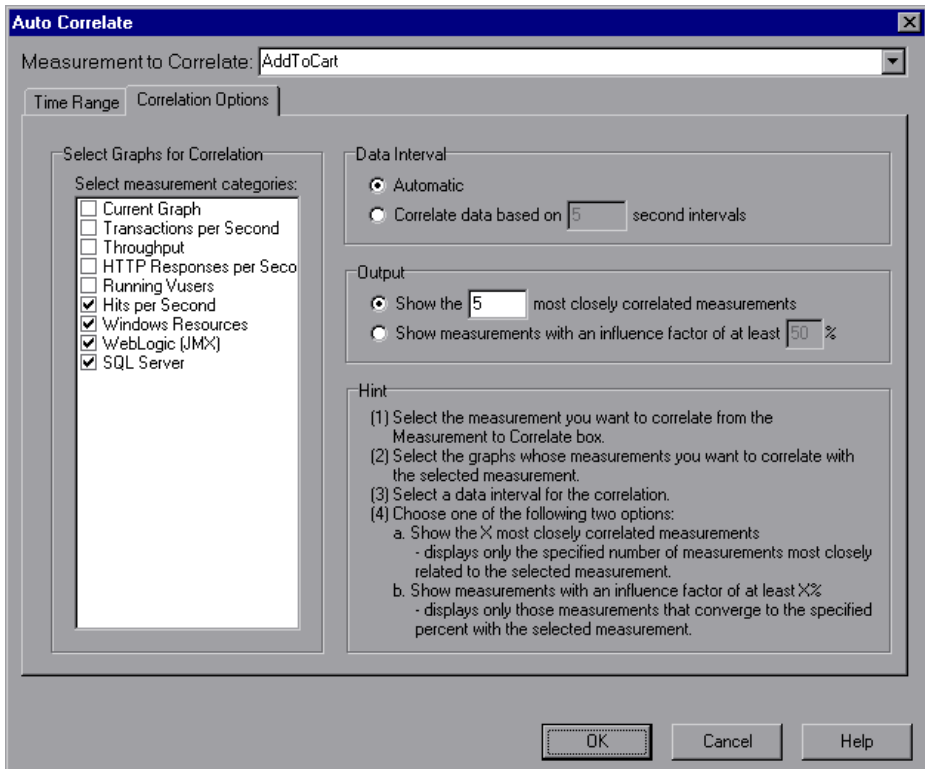 Auto Correlate
Measurement to Correlate: AddToCart
Time Range
Correlation Options
Select Graphs for Correlation
Select measurement categories:
Current Graph
Transactions per Second
Throughput
HTTP Responses per Seco
Running Vusers
Hits per Second
Windows Resources
WebLogic (JMX)
SQL Server
Data Interval
Automatic
Correlate data based on 5 second intervals
Output
Show the 5 most closely correlated measurements
Show measurements with an influence factor of at least 50 %
Hint
(1) Select the measurement you want to correlate from the
Measurement to Correlate box.
(2) Select the graphs whose measurements you want to correlate with
the selected measurement.
(3) Select a data interval for the correlation.
(4) Choose one of the following two options:
a. Show the X most closely correlated measurements
- displays only the specified number of measurements most closely
related to the selected measurement.
b. Show measurements with an influence factor of at least X%
- displays only those measurements that converge to the specified
percent with the selected measurement.
OK
Cancel
Help